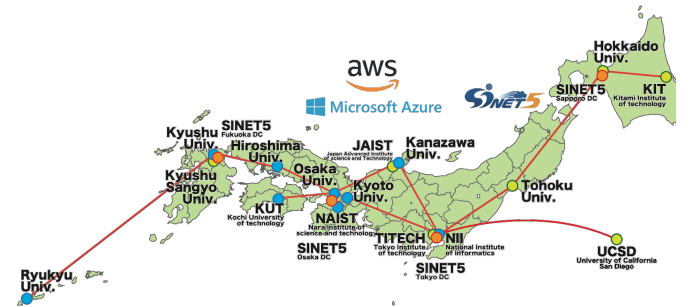 Hokkaido
Univ.
aws
Microsoft Azure
SINET5
SINET5
Sapporo DC
KIT
Kitami Institute
of technology
Kyushu
Univ.
SINET5
Fukuoka DC
Hiroshima
Univ.
JAIST
Japan Advanced Institute
of science and Technology
Kanazawa
Univ.
Osaka
Univ.
Kyushu
Sangyo
Univ.
Kyoto
Univ.
Tohoku
Univ.
KUT
Kochi University
of technology
NAIST
Nara institute of
science and technology
TITECH
Tokyo Institute
of technology
NII
National Institute
of informatics
SINET5
Osaka DC
SINET5
Tokyo DC
UCSD
University of California
San Diego
Ryukyu
Univ.